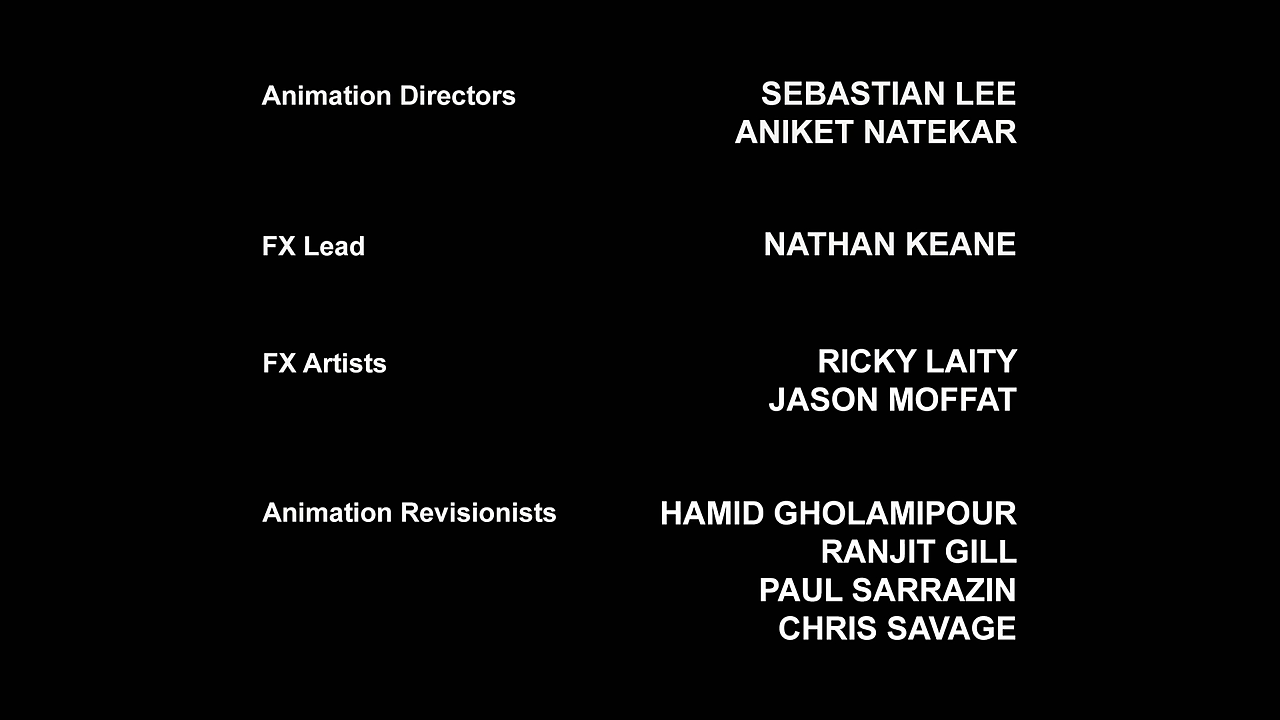 Animation Directors SEBASTIAN LEE
ANIKET NATEKAR
FX Lead NATHAN KEANE
FX Artists RICKY LAITY
JASON MOFFAT
Animation Revisionists HAMID GHOLAMIPOUR
RANJIT GILL
PAUL SARRAZIN
CHRIS SAVAGE